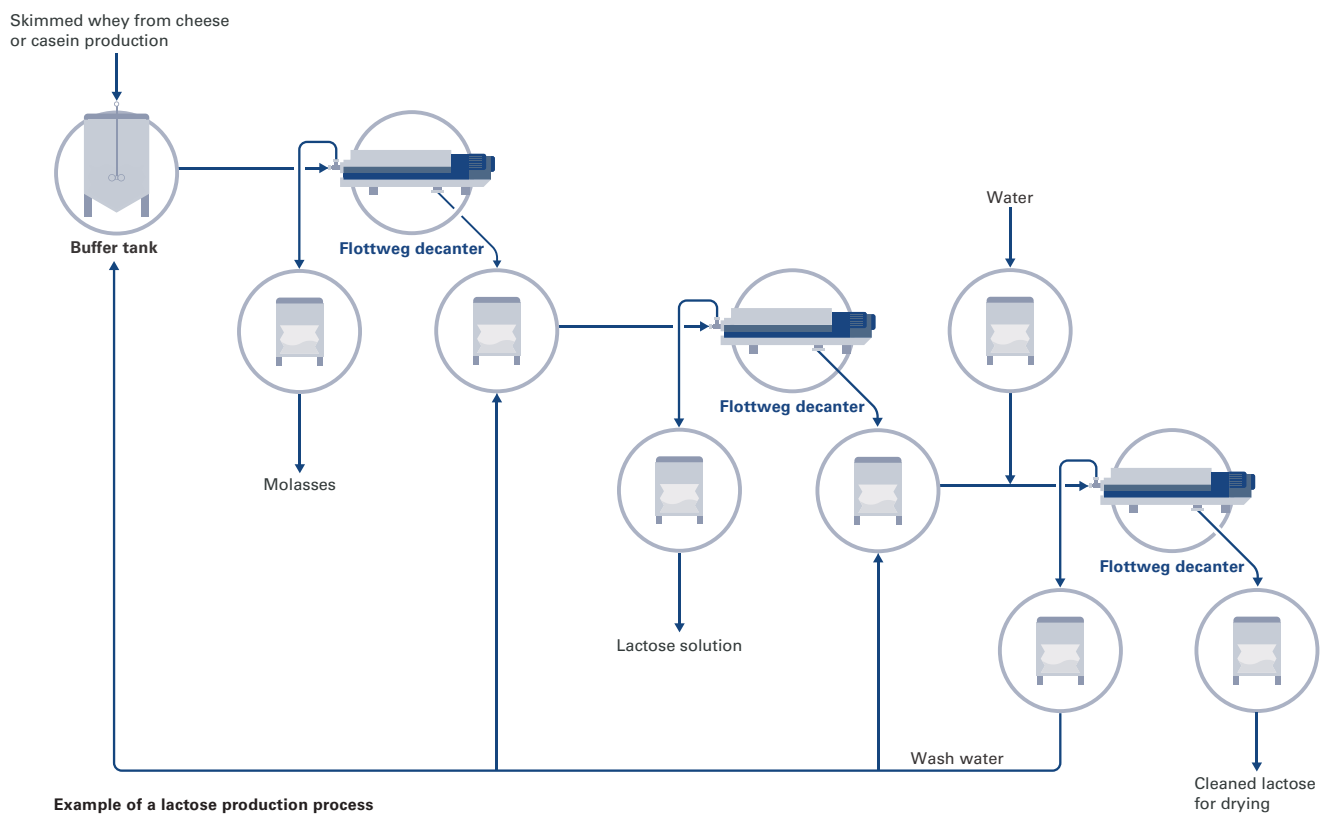 Skimmed whey from cheese
or casein production
Buffer tank
Flottweg decanter
Water
Flottweg decanter
Molasses
Flottweg decanter
Lactose solution
Wash water
Cleaned lactose
for drying
Example of a lactose production process